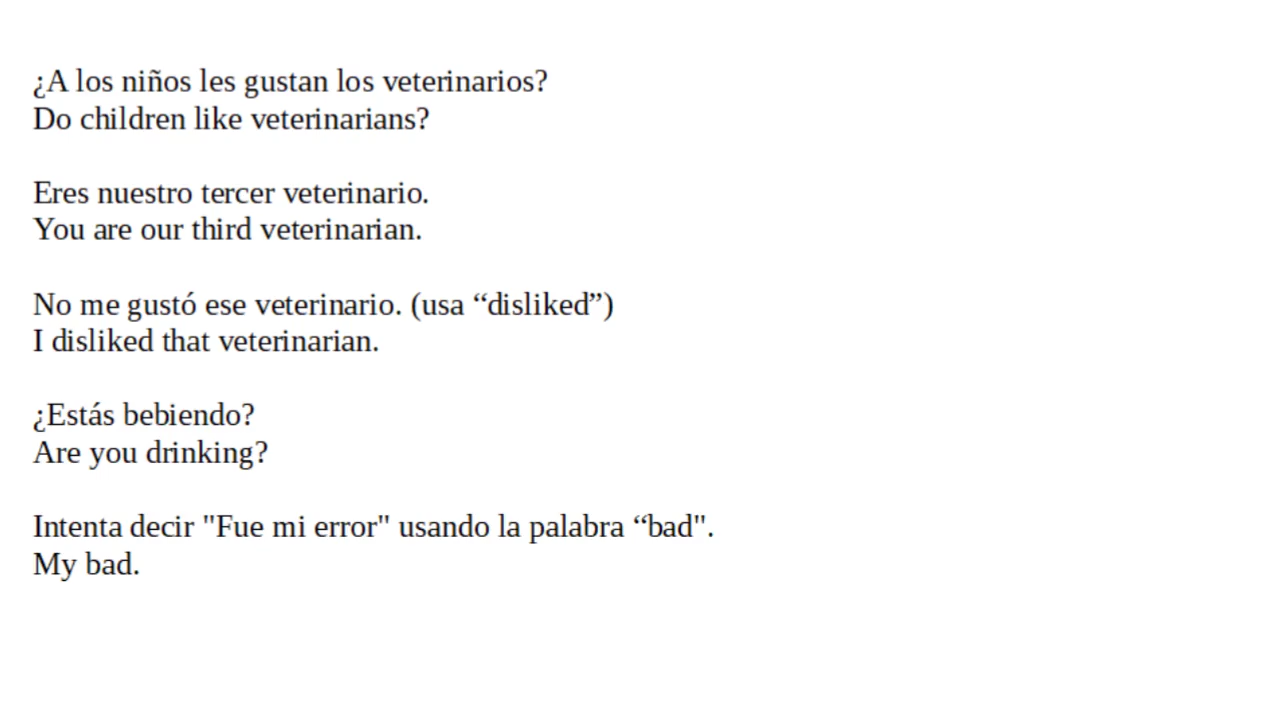 ¿A los niños les gustan los veterinarios?
Do children like veterinarians?
Eres nuestro tercer veterinario.
You are our third veterinarian.
No me gustó ese veterinario. (usa “disliked”)
I disliked that veterinarian.
¿Estás bebiendo?
Are you drinking?
Intenta decir "Fue mi error" usando la palabra “bad".
My bad.